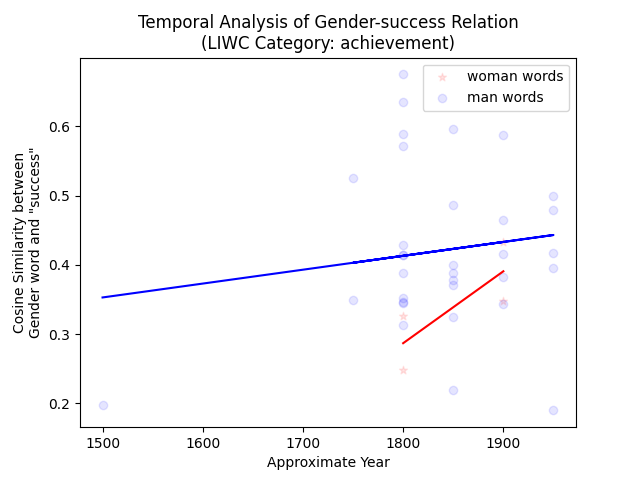 Temporal Analysis of Gender-success Relation
(LIWC Category: achievement)
woman words
man words
Cosine Similarity between
Gender word and "success"
0.6
0.5
0.4
0.3
0.2
1500
1600
1700
1800
1900
Approximate Year